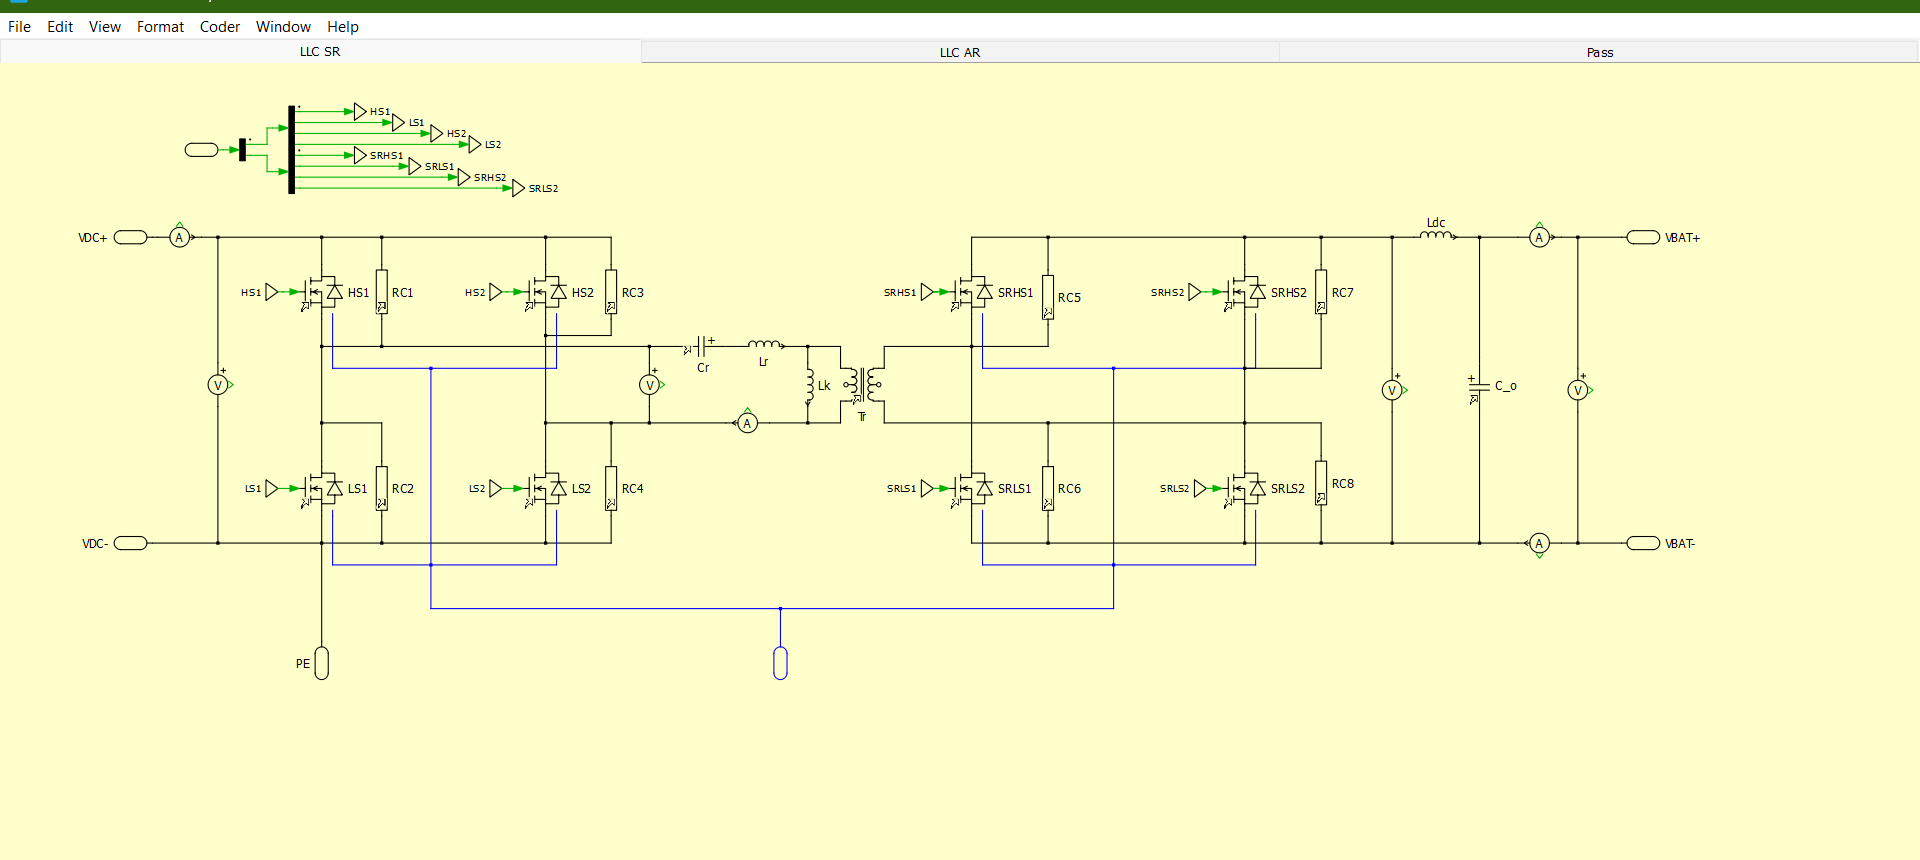 File Edit View Format Coder Window Help
LLC SR LLC AR Pass
HS1
LS1
HS2
LS2
SRHS1
SRLS1
SRHS2
SRLS2
Ldc
VDC+ A A VBAT+
HS1 HS1 RC1 HS2 HS2 RC3 SRHS1 SRHS1 RC5 SRHS2 SRHS2 RC7
Cr + Lr
V + V + Lk Tr V + + C_o V +
A
LS1 LS1 RC2 LS2 LS2 RC4 SRLS1 SRLS1 RC6 SRLS2 SRLS2 RC8
VDC- A VBAT-
PE